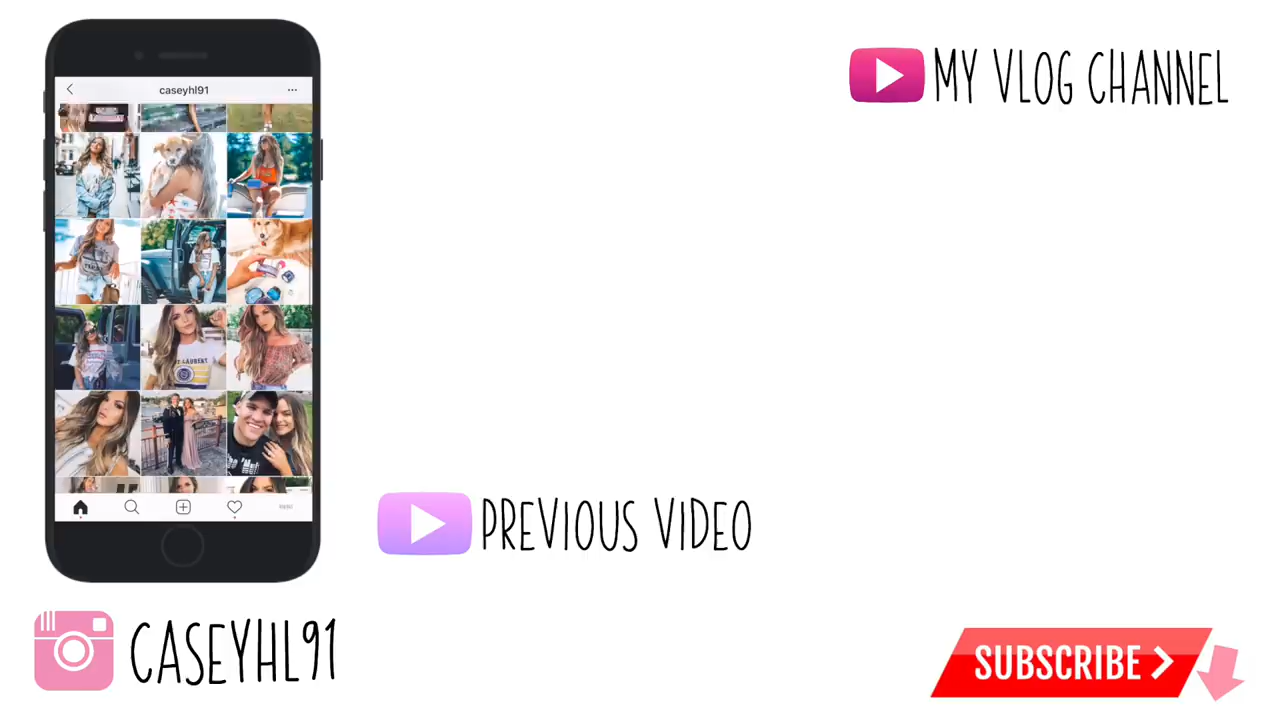 caseyhl91
MY VLOG CHANNEL
PREVIOUS VIDEO
CASEYHL91
SUBSCRIBE >